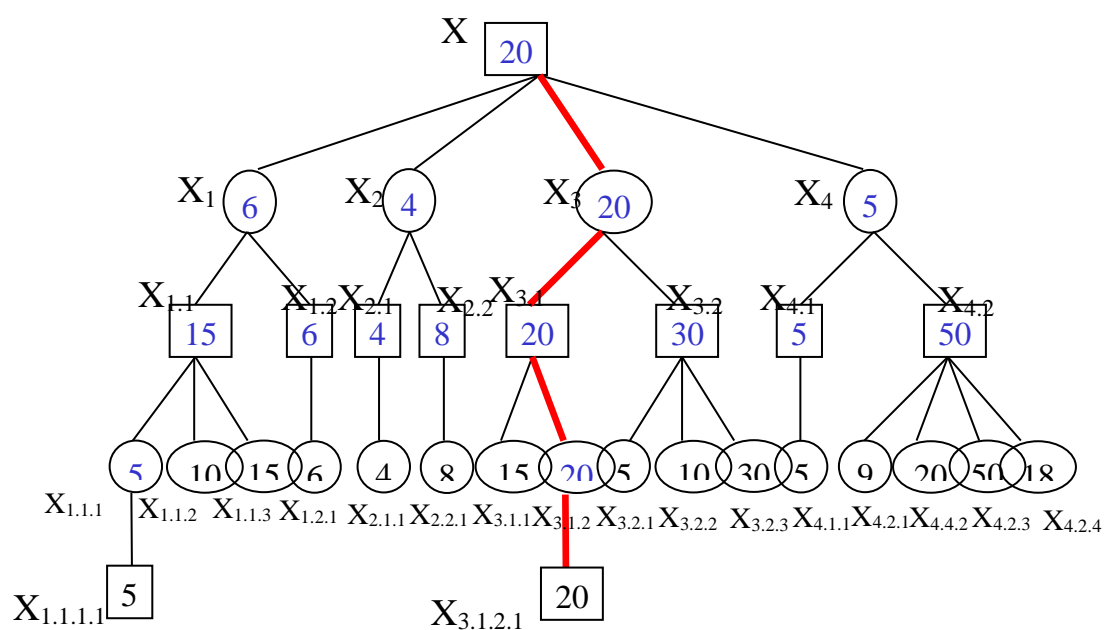 X 20
X₁ 6 X₂ 4 X₃ 20 X₄ 5
X₁.₁ X₁.₂ X₂.₁ X₂.₂ X₃.₁ X₃.₂ X₄.₁ X₄.₂
15 6 4 8 20 30 5 50
5 10 15 6 4 8 15 20 5 10 30 5 9 20 50 18
X₁.₁.₁ X₁.₁.₂ X₁.₁.₃ X₁.₂.₁ X₂.₁.₁ X₂.₂.₁ X₃.₁.₁ X₃.₁.₂ X₃.₂.₁ X₃.₂.₂ X₃.₂.₃ X₄.₁.₁ X₄.₂.₁ X₄.₄.₂ X₄.₂.₃ X₄.₂.₄
X₁.₁.₁.₁ 5 X₃.₁.₂.₁ 20